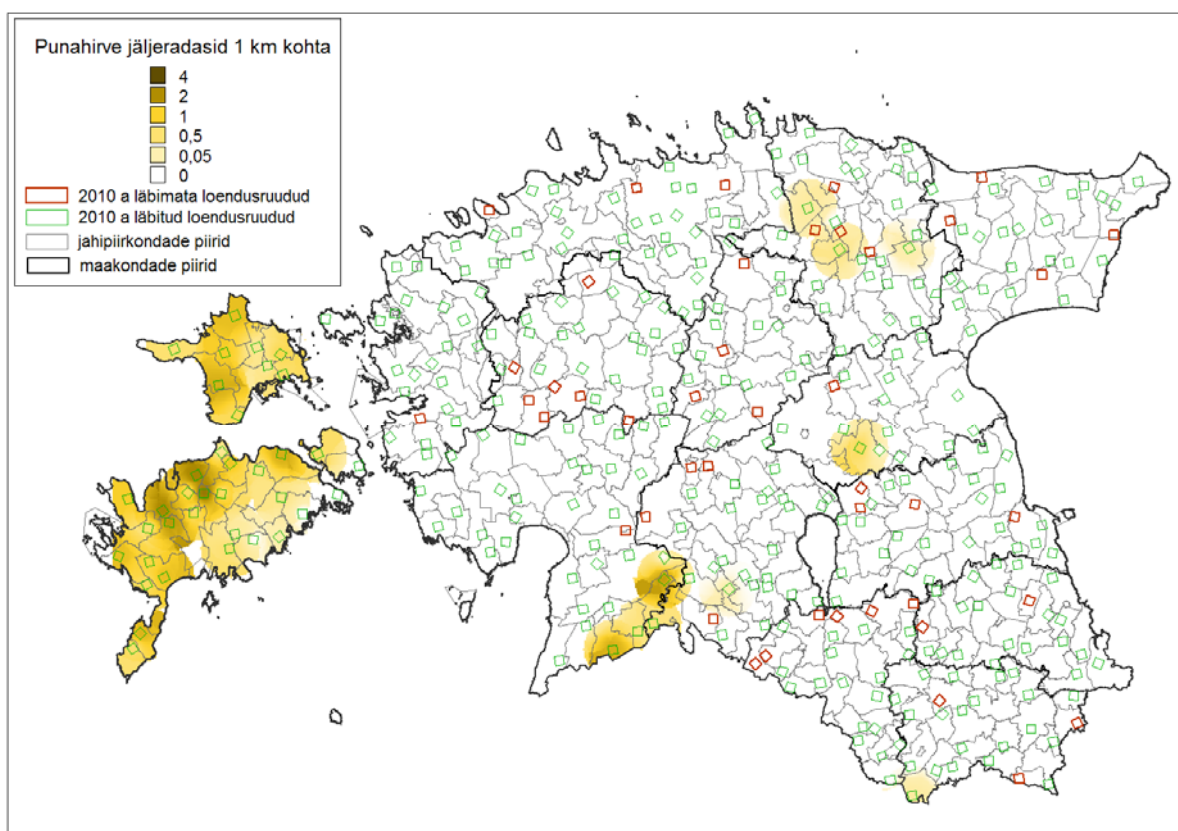 Punahirve jäljeradasid 1 km kohta
4
2
1
0,5
0,05
0
2010 a läbimata loendusruudud
2010 a läbitud loendusruudud
jahipiirkondade piirid
maakondade piirid